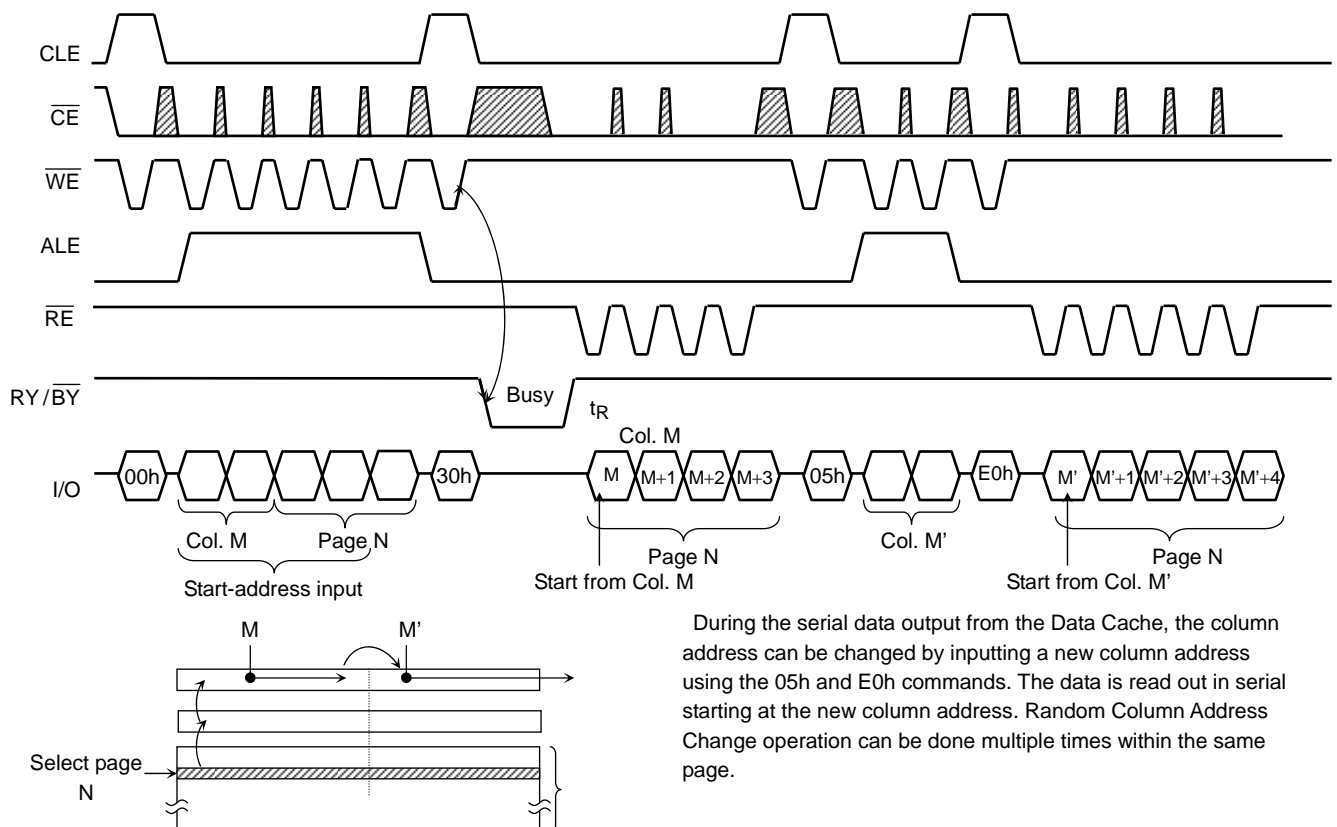 CLE
CE
WE
ALE
RE
RY/BY
Busy
tR
Col. M
I/O
00h
30h
M
M+1
M+2
M+3
05h
E0h
M'
M'+1
M'+2
M'+3
M'+4
Col. M
Page N
Page N
Col. M'
Page N
Start-address input
Start from Col. M
Start from Col. M'
M
M'
Select page
N
During the serial data output from the Data Cache, the column
address can be changed by inputting a new column address
using the 05h and E0h commands. The data is read out in serial
starting at the new column address. Random Column Address
Change operation can be done multiple times within the same
page.